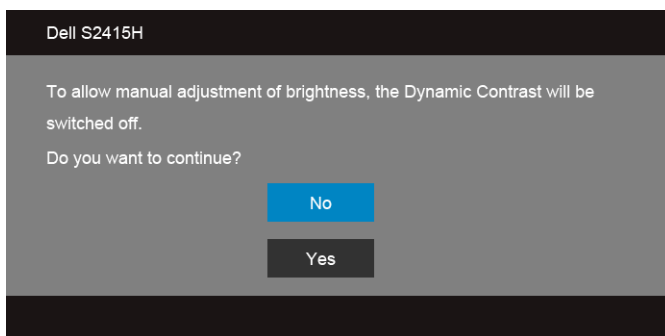 Dell S2415H
To allow manual adjustment of brightness, the Dynamic Contrast will be
switched off.
Do you want to continue?
No
Yes